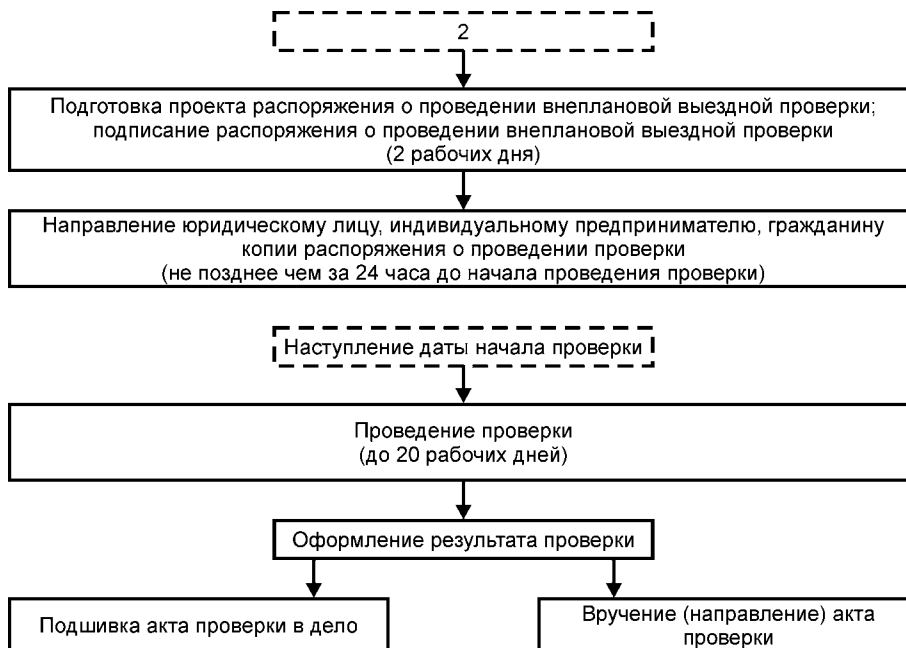 2
Подготовка проекта распоряжения о проведении внеплановой выездной проверки;
подписание распоряжения о проведении внеплановой выездной проверки
(2 рабочих дня)
Направление юридическому лицу, индивидуальному предпринимателю, гражданину
копии распоряжения о проведении проверки
(не позднее чем за 24 часа до начала проведения проверки)
Наступление даты начала проверки
Проведение проверки
(до 20 рабочих дней)
Оформление результата проверки
Подшивка акта проверки в дело
Вручение (направление) акта
проверки